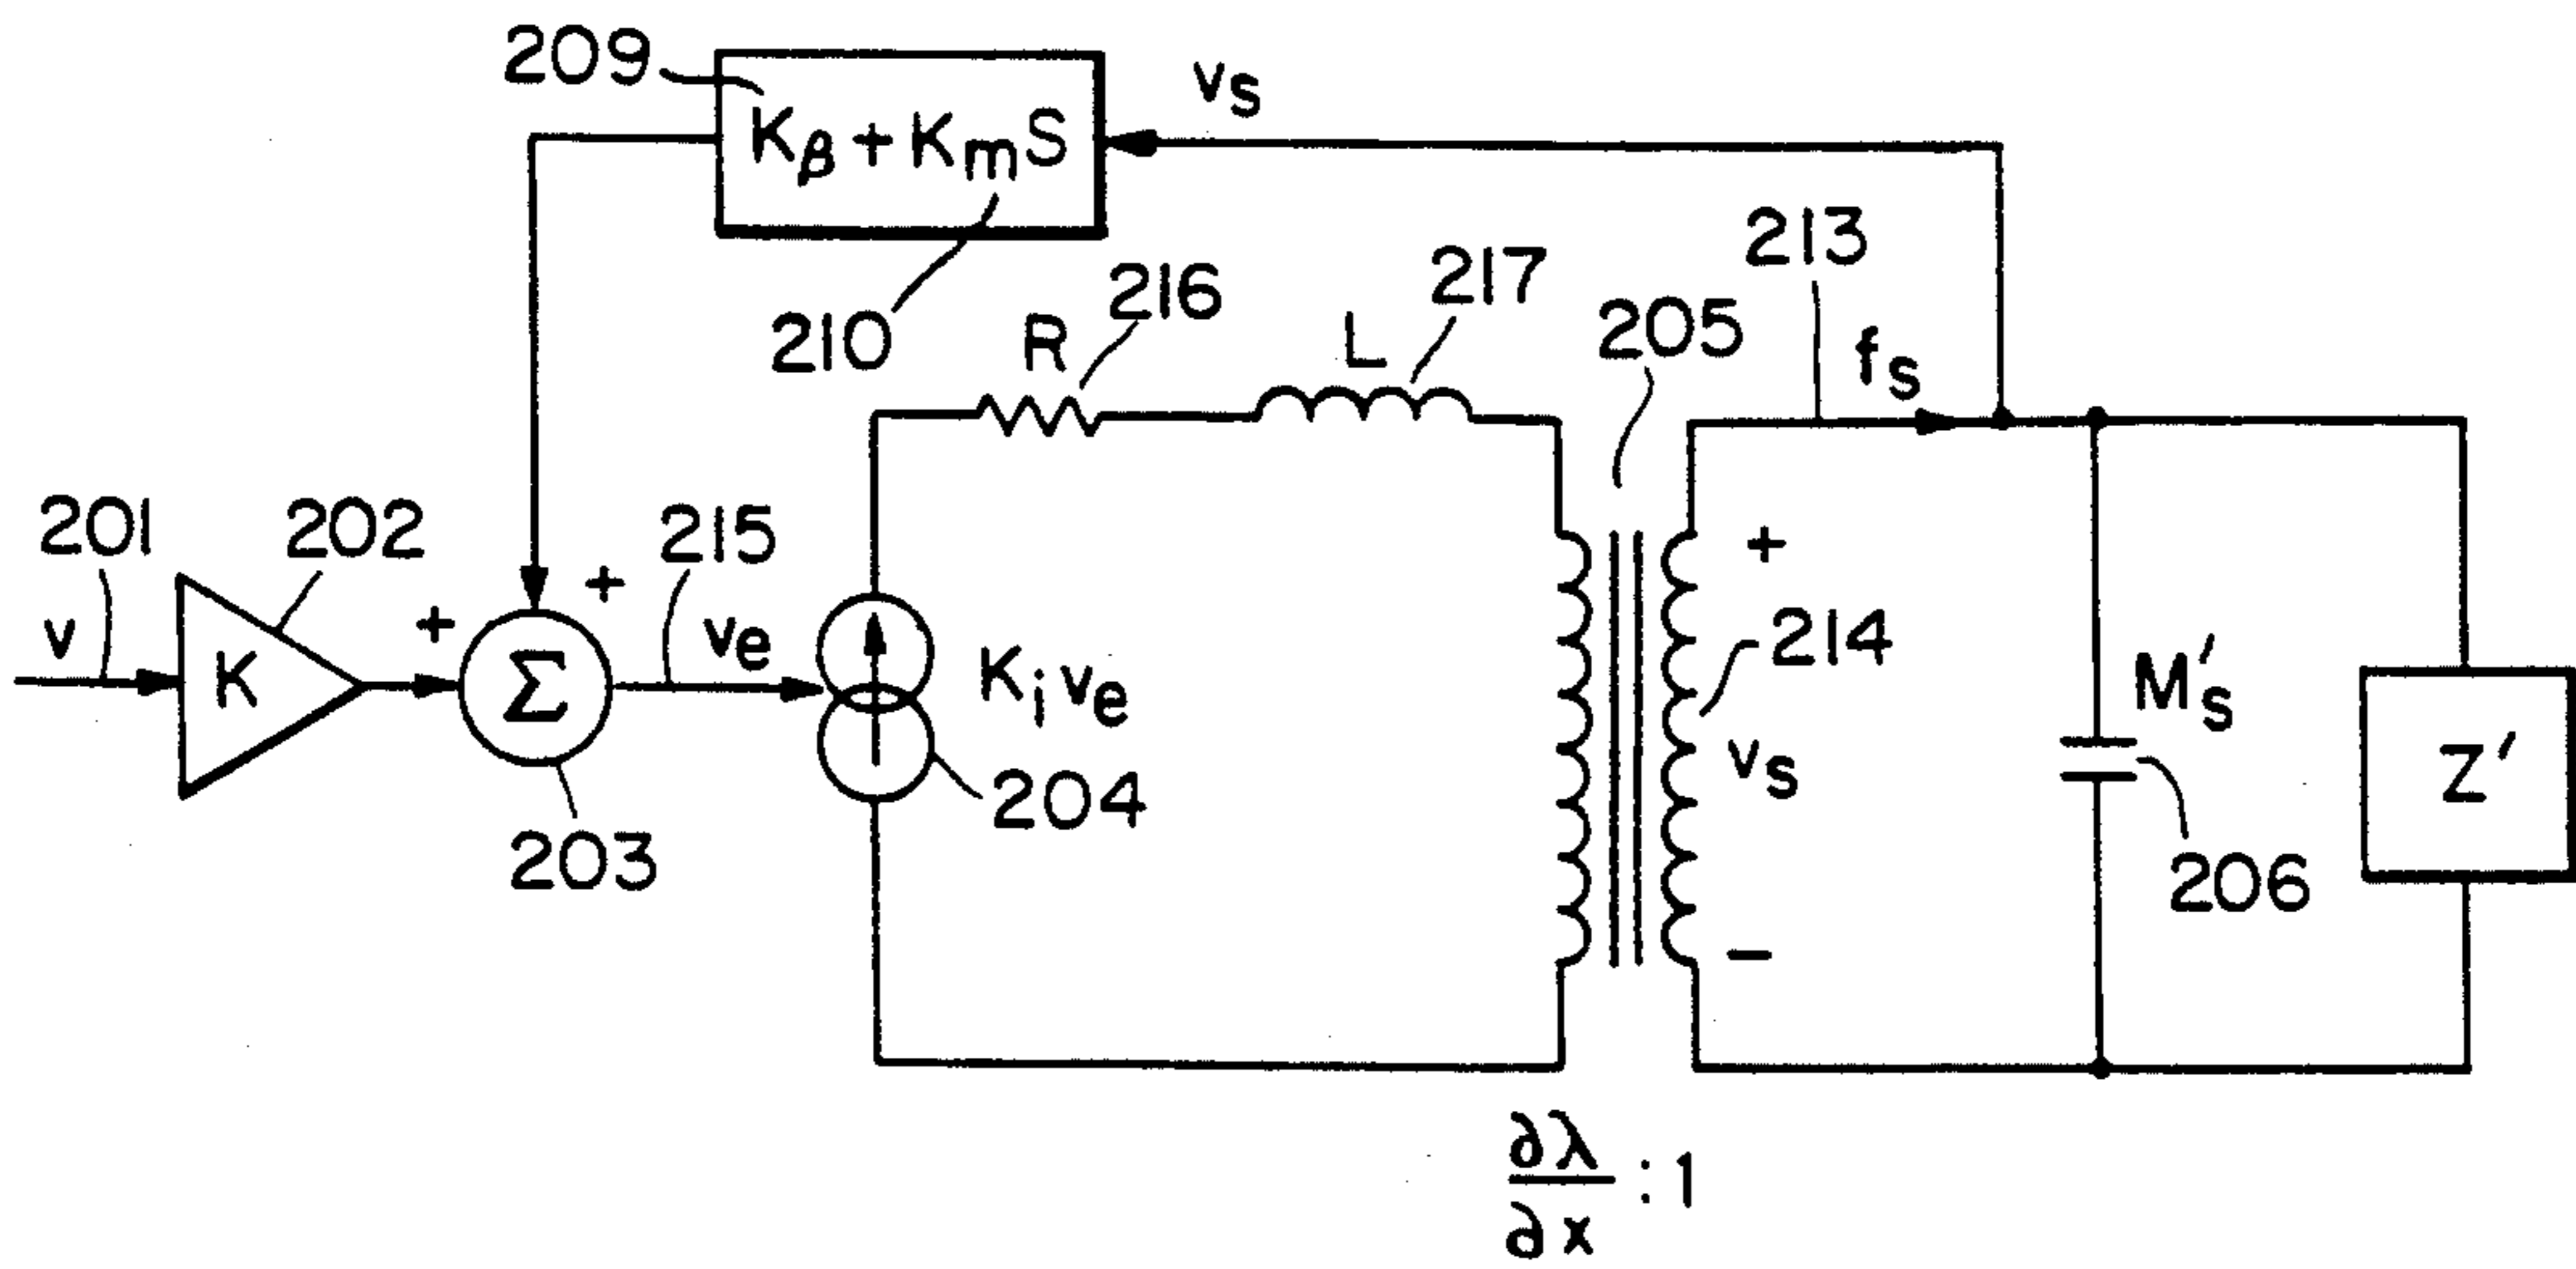 209
Kβ + KmS
vs
210
R
216
L
217
205
213
fs
201
v
202
K
+
+
Σ
203
215
ve
Kive
204
+
214
vs
−
M's
206
Z'
∂λ/∂x : 1